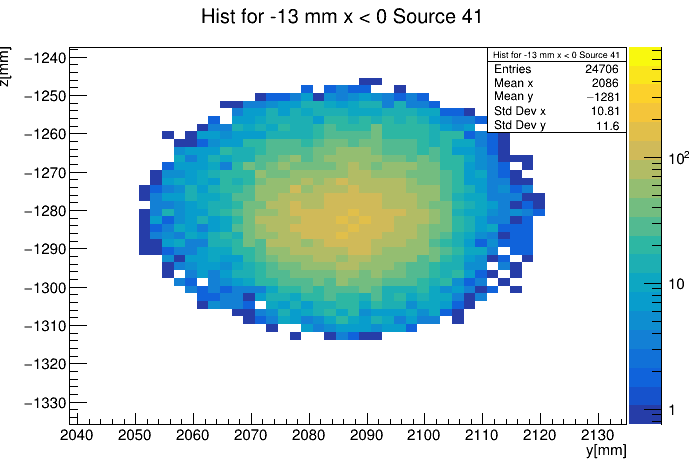 Hist for -13 mm x < 0 Source 41
z[mm]
Hist for -13 mm x < 0 Source 41
Entries 24706
Mean x 2086
Mean y −1281
Std Dev x 10.81
Std Dev y 11.6
−1240
−1250
−1260
−1270
−1280
−1290
−1300
−1310
−1320
−1330
10²
10
1
2040 2050 2060 2070 2080 2090 2100 2110 2120 2130
y[mm]